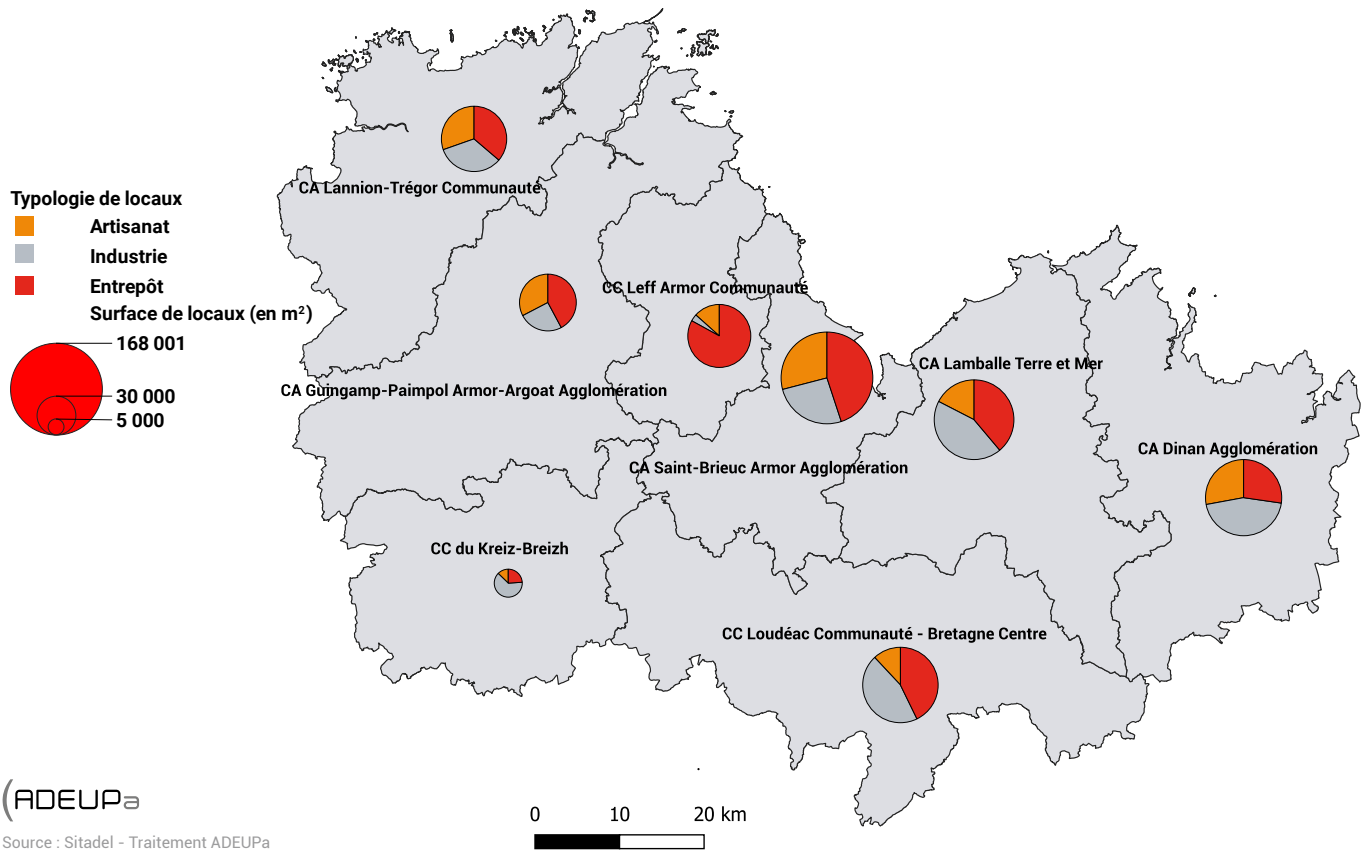 CA Lannion-Trégor Communauté
Typologie de locaux
Artisanat
Industrie
Entrepôt
Surface de locaux (en m²)
168 001
30 000
5 000
CC Leff Armor Communauté
CA Lamballe Terre et Mer
CA Guingamp-Paimpol Armor-Argoat Agglomération
CA Dinan Agglomération
CA Saint-Brieuc Armor Agglomération
CC du Kreiz-Breizh
CC Loudéac Communauté - Bretagne Centre
(ADEUPa
0 10 20 km
Source : Sitadel - Traitement ADEUPa